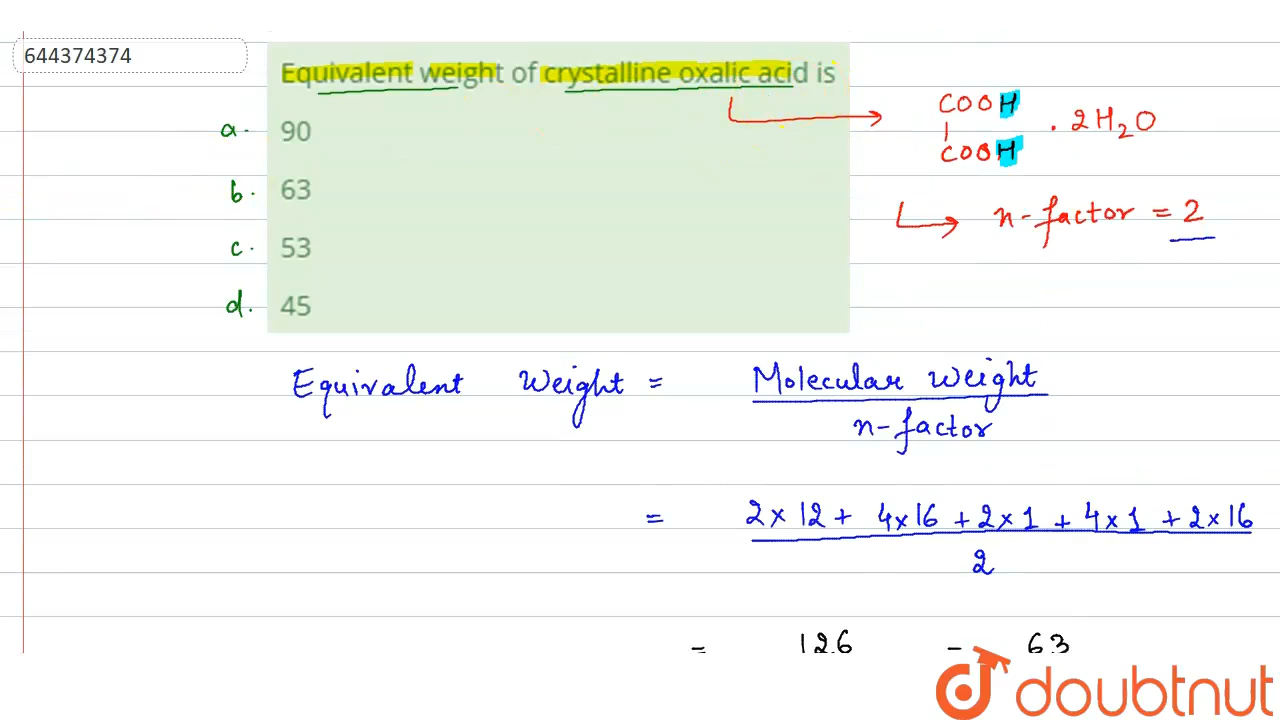 644374374
Equivalent weight of crystalline oxalic acid is
a. 90
b. 63
c. 53
d. 45
COOH
|
COOH . 2H2O
n-factor = 2
Equivalent Weight = Molecular Weight
n-factor
= 2×12+ 4×16 +2×1 + 4×1 +2×16
2
= 126 = 63
doubtnut